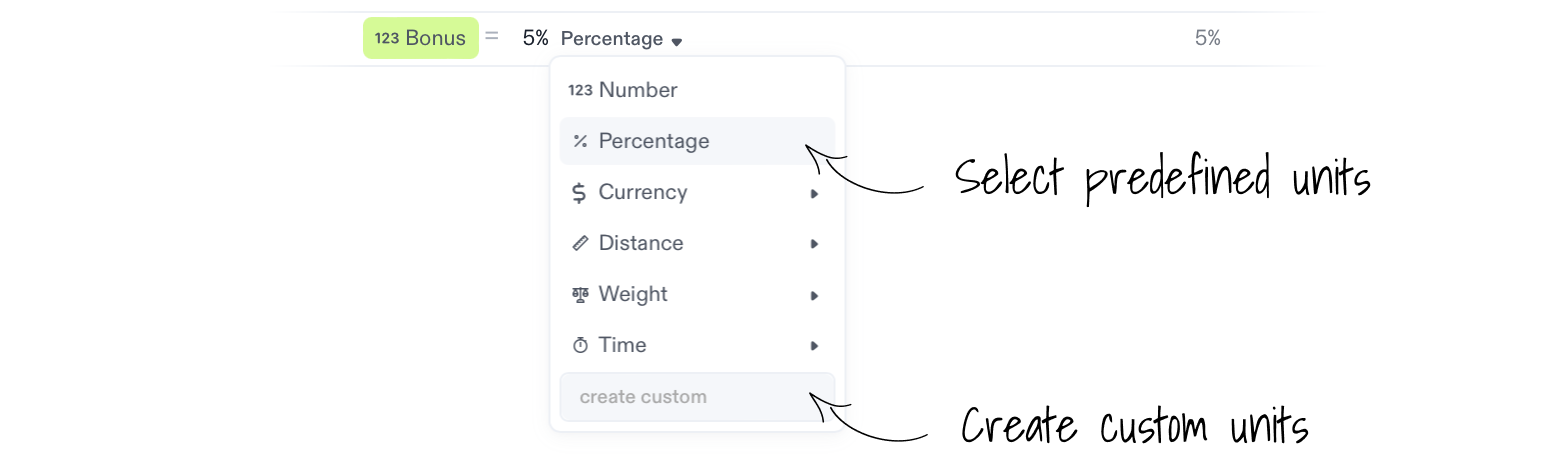 123 Bonus = 5% Percentage 5%
123 Number
% Percentage
$ Currency
Select predefined units
Distance
Weight
Time
create custom
Create custom units